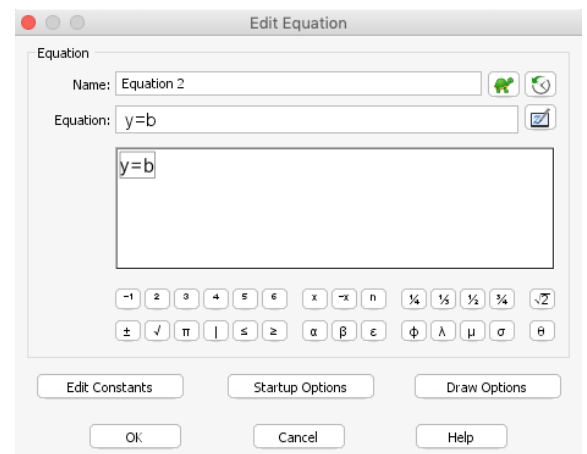 Edit Equation
Equation
Name: Equation 2
Equation: y=b
y=b
-1 2 3 4 5 6 x -x n ¼ ⅓ ½ ¾ √2
± √ π | ≤ ≥ α β ε ϕ λ μ σ θ
Edit Constants Startup Options Draw Options
OK Cancel Help